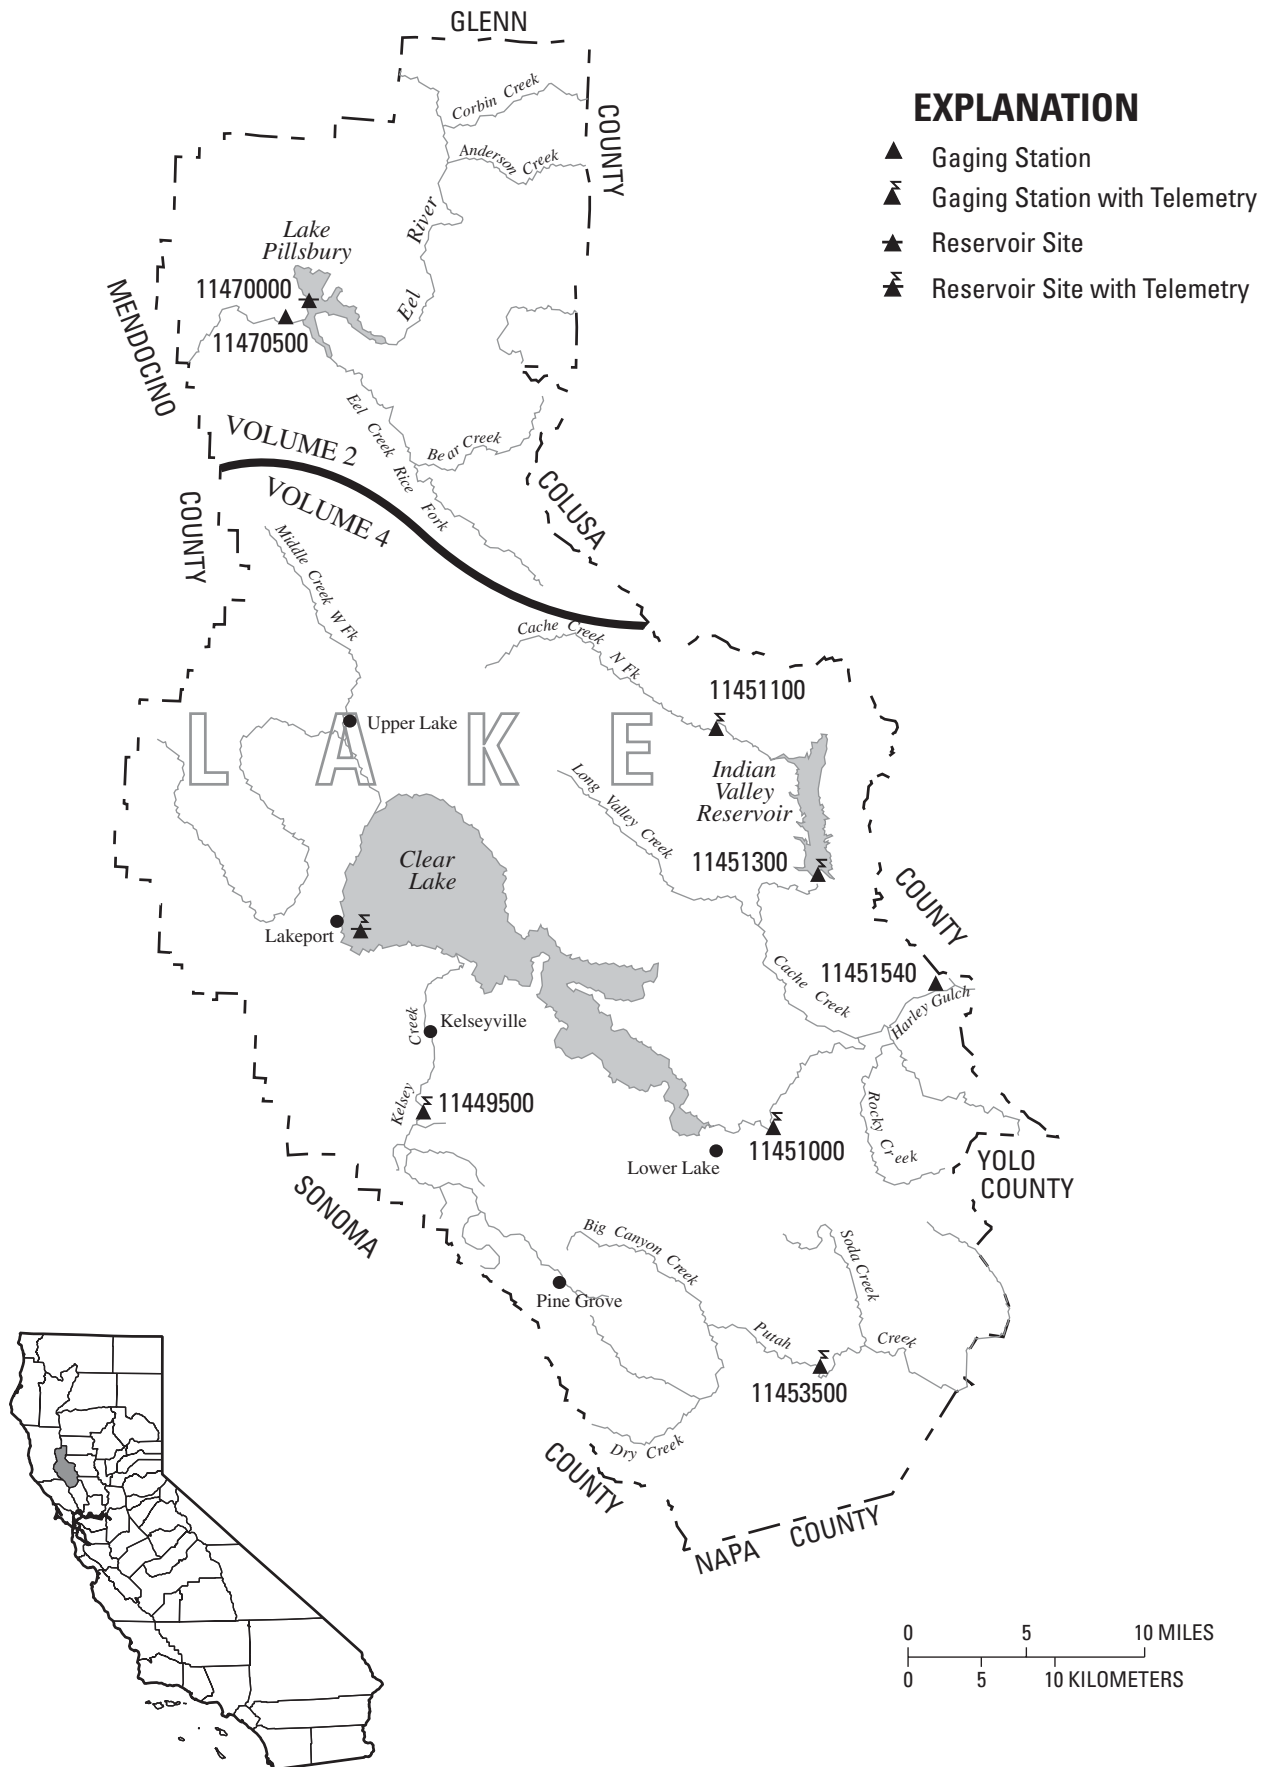 GLENN
COUNTY
Corbin Creek
Anderson Creek
EXPLANATION
Gaging Station
Gaging Station with Telemetry
Reservoir Site
Reservoir Site with Telemetry
Lake
Pillsbury
Eel River
11470000
11470500
MENDOCINO
COUNTY
VOLUME 2
VOLUME 4
Eel Creek Rice Fork
Bear Creek
COLUSA
COUNTY
Middle Creek W Fk
Cache Creek N Fk
11451100
Upper Lake
LAKE
Indian
Valley
Reservoir
Long Valley Creek
11451300
Clear
Lake
Lakeport
Cache Creek
11451540
Harley Gulch
Kelseyville
Kelsey Creek
11449500
11451000
Lower Lake
Rocky Creek
YOLO
COUNTY
SONOMA
COUNTY
Big Canyon Creek
Soda Creek
Pine Grove
Putah Creek
11453500
Dry Creek
NAPA COUNTY
0 5 10 MILES
0 5 10 KILOMETERS